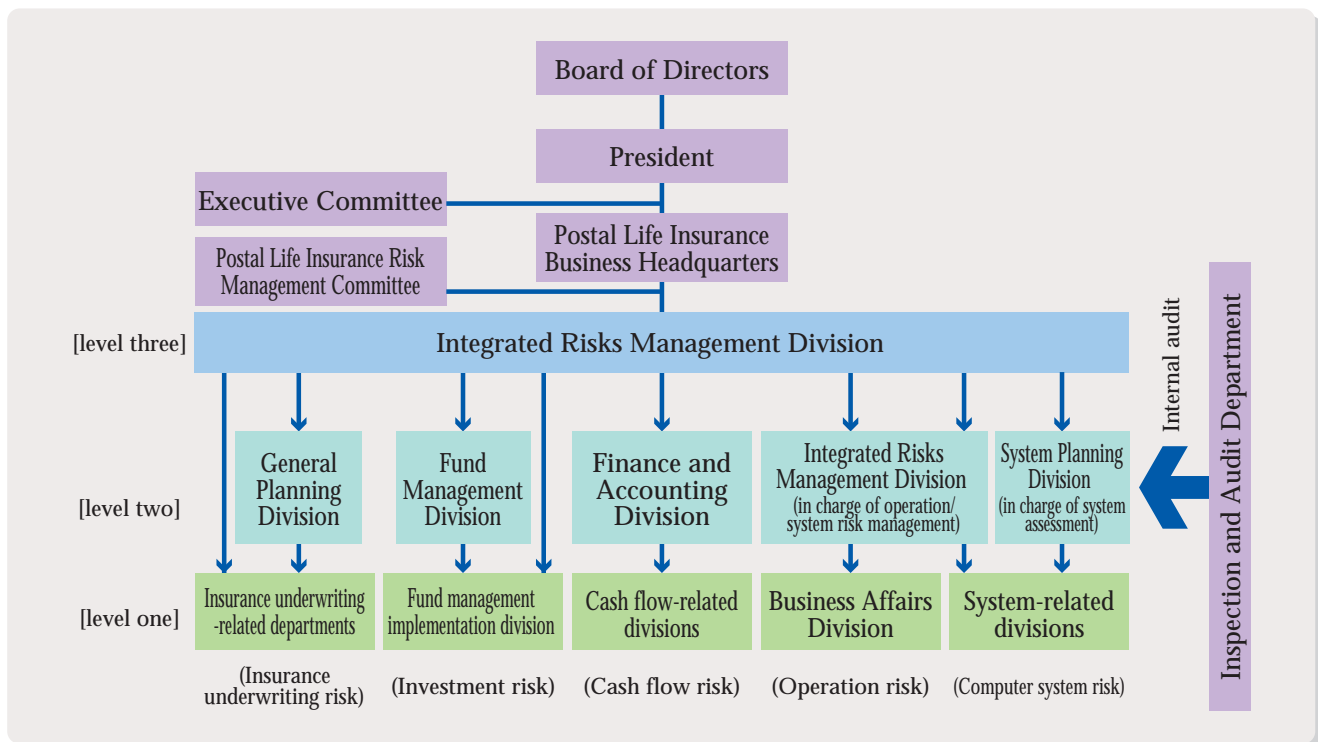 Board of Directors
President
Executive Committee
Postal Life Insurance
Business Headquarters
Postal Life Insurance Risk
Management Committee
[level three]
Integrated Risks Management Division
Internal audit
Inspection and Audit Department
[level two]
General
Planning
Division
Fund
Management
Division
Finance and
Accounting
Division
Integrated Risks
Management Division
(in charge of operation/
system risk management)
System Planning
Division
(in charge of system
assessment)
[level one]
Insurance underwriting
-related departments
Fund management
implementation division
Cash flow-related
divisions
Business Affairs
Division
System-related
divisions
(Insurance
underwriting risk)
(Investment risk)
(Cash flow risk)
(Operation risk)
(Computer system risk)